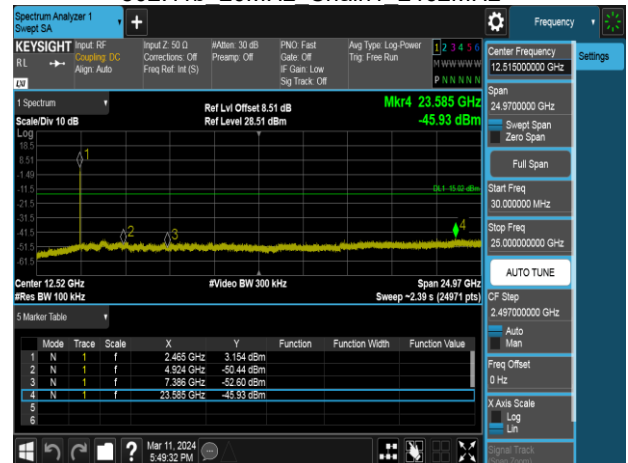 Spectrum Analyzer 1
Swept SA
Frequency
KEYSIGHT
RL
LXI
Input: RF
Coupling: DC
Align: Auto
Input Z: 50 Ω
Corrections: Off
Freq Ref: Int (S)
#Atten: 30 dB
Preamp: Off
PNO: Fast
Gate: Off
IF Gain: Low
Sig Track: Off
Avg Type: Log-Power
Trig: Free Run
1 2 3 4 5 6
M W W W W W
P N N N N N
1 Spectrum
Scale/Div 10 dB
Ref Lvl Offset 8.51 dB
Ref Level 28.51 dBm
Mkr4 23.585 GHz
-45.93 dBm
Log
18.5
8.51
-1.49
-11.5
-21.5
-31.5
-41.5
-51.5
-61.5
1
2
3
4
Center 12.52 GHz
#Res BW 100 kHz
#Video BW 300 kHz
Span 24.97 GHz
Sweep ~2.39 s (24971 pts)
5 Marker Table
Mode Trace Scale X Y Function Function Width Function Value
1 N 1 f 2.465 GHz 3.154 dBm
2 N 1 f 4.924 GHz -50.44 dBm
3 N 1 f 7.386 GHz -52.60 dBm
4 N 1 f 23.585 GHz -45.93 dBm
5
6
Mar 11, 2024
5:49:32 PM
Settings
Center Frequency
12.515000000 GHz
Span
24.9700000 GHz
Swept Span
Zero Span
Full Span
Start Freq
30.000000 MHz
Stop Freq
25.000000000 GHz
AUTO TUNE
CF Step
2.497000000 GHz
Auto
Man
Freq Offset
0 Hz
X Axis Scale
Log
Lin
Signal Track